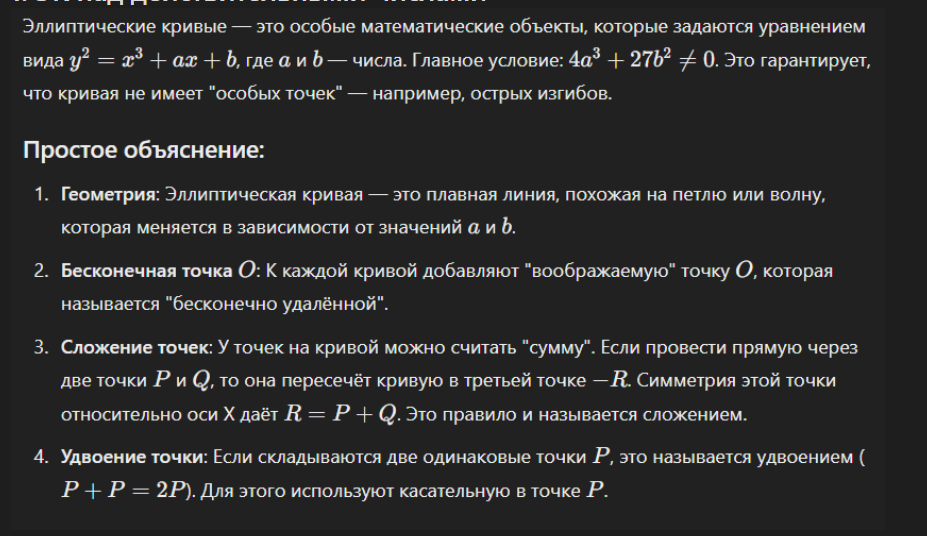 Эллиптические кривые — это особые математические объекты, которые задаются уравнением
вида y² = x³ + ax + b, где a и b — числа. Главное условие: 4a³ + 27b² ≠ 0. Это гарантирует,
что кривая не имеет "особых точек" — например, острых изгибов.
Простое объяснение:
1. Геометрия: Эллиптическая кривая — это плавная линия, похожая на петлю или волну,
которая меняется в зависимости от значений a и b.
2. Бесконечная точка O: К каждой кривой добавляют "воображаемую" точку O, которая
называется "бесконечно удалённой".
3. Сложение точек: У точек на кривой можно считать "сумму". Если провести прямую через
две точки P и Q, то она пересечёт кривую в третьей точке −R. Симметрия этой точки
относительно оси X даёт R = P + Q. Это правило и называется сложением.
4. Удвоение точки: Если складываются две одинаковые точки P, это называется удвоением (
P + P = 2P). Для этого используют касательную в точке P.